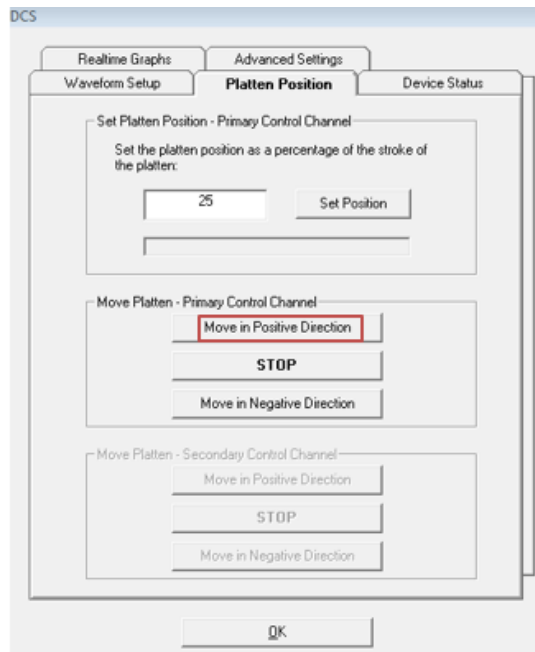 DCS
Realtime Graphs
Advanced Settings
Waveform Setup
Platten Position
Device Status
Set Platten Position - Primary Control Channel
Set the platten position as a percentage of the stroke of
the platten:
25
Set Position
Move Platten - Primary Control Channel
Move in Positive Direction
STOP
Move in Negative Direction
Move Platten - Secondary Control Channel
Move in Positive Direction
STOP
Move in Negative Direction
OK